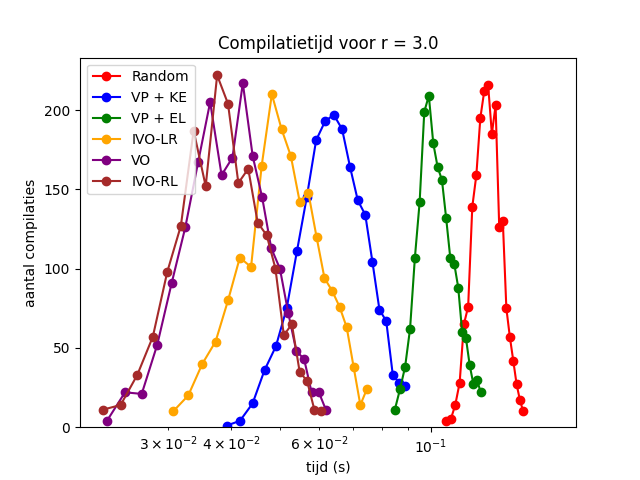 Compilatietijd voor r = 3.0
Random
VP + KE
VP + EL
IVO-LR
VO
IVO-RL
aantal compilaties
200
150
100
50
0
3 × 10⁻² 4 × 10⁻² 6 × 10⁻² 10⁻¹
tijd (s)